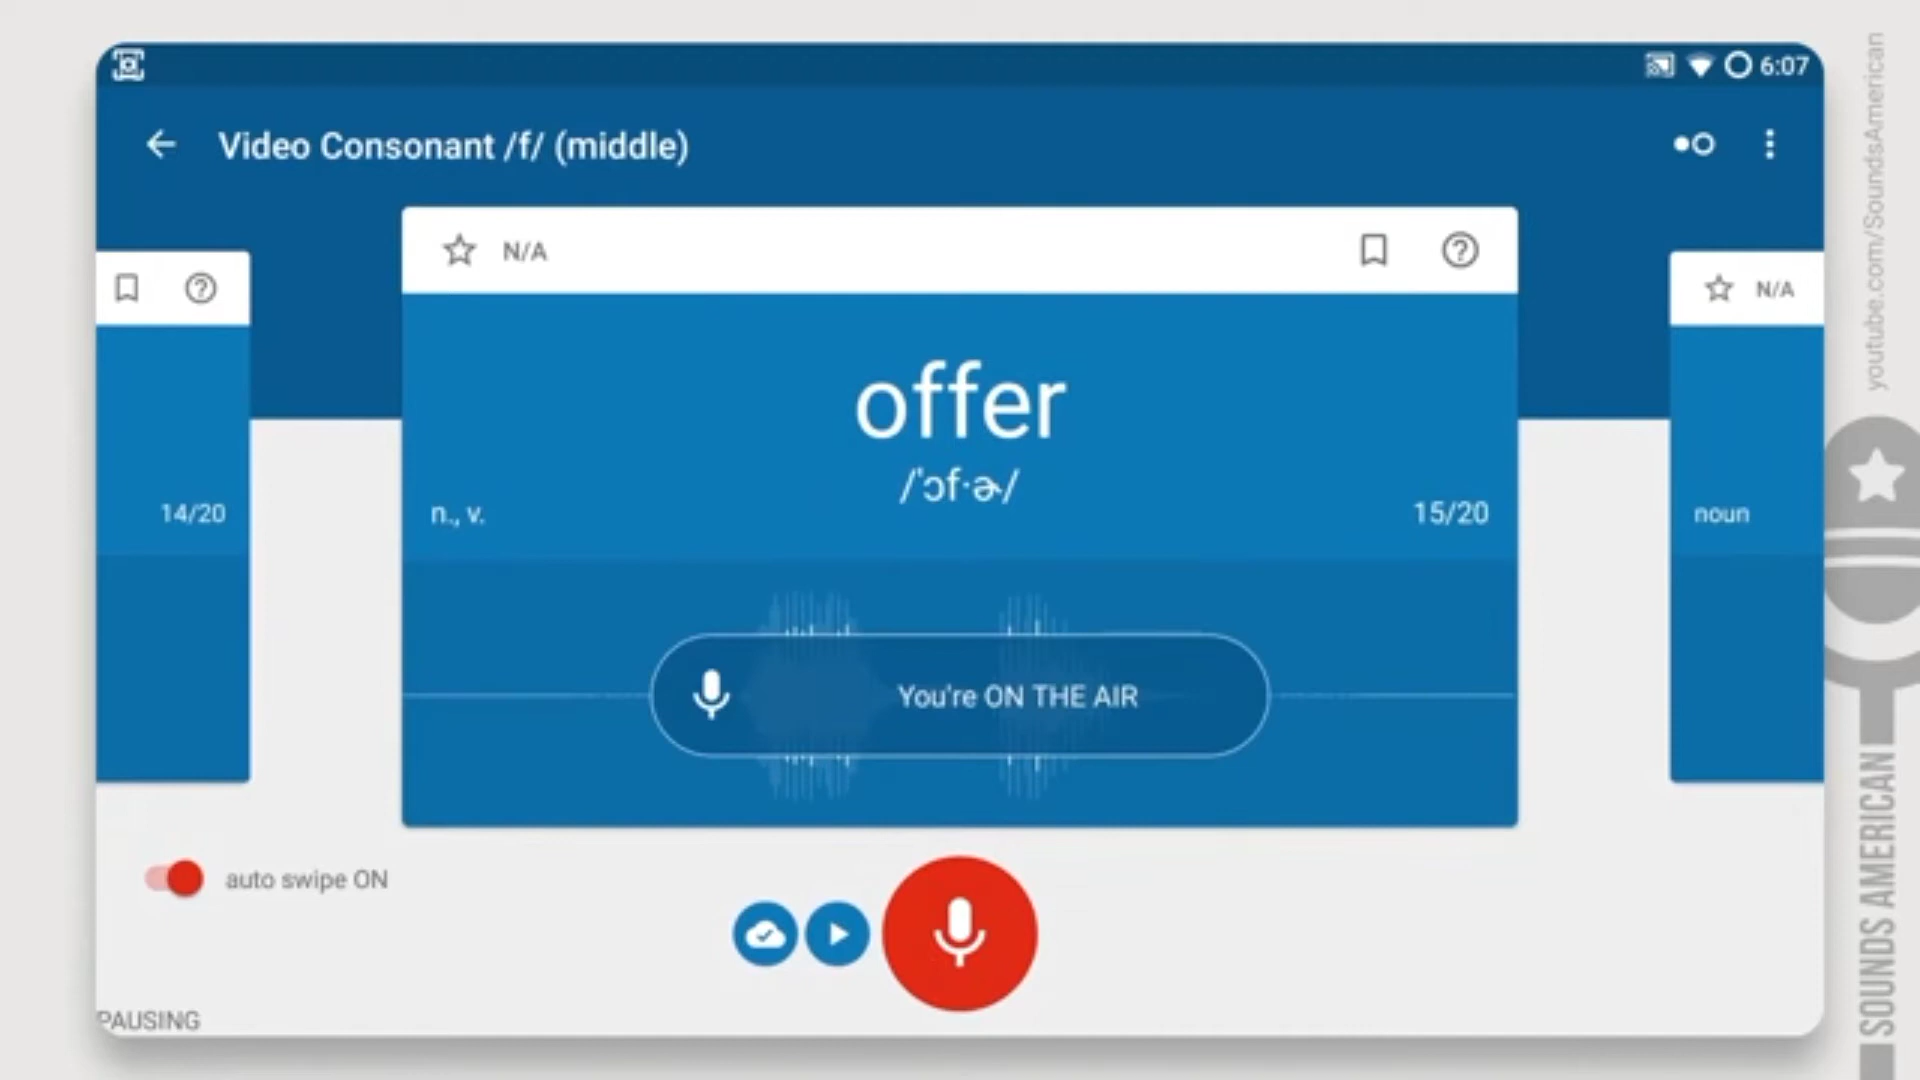 6:07
Video Consonant /f/ (middle)
N/A
N/A
offer
/ˈɔf·ɚ/
14/20
n., v.
15/20
noun
You're ON THE AIR
auto swipe ON
PAUSING
youtube.com/SoundsAmerican
SOUNDS AMERICAN